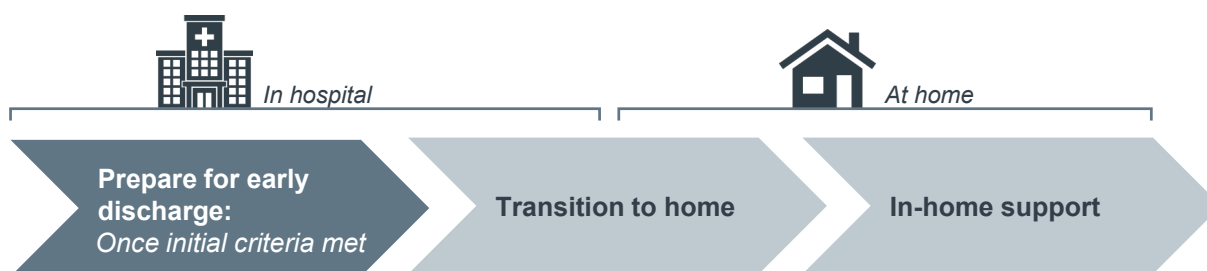 In hospital
At home
Prepare for early
discharge:
Once initial criteria met
Transition to home
In-home support